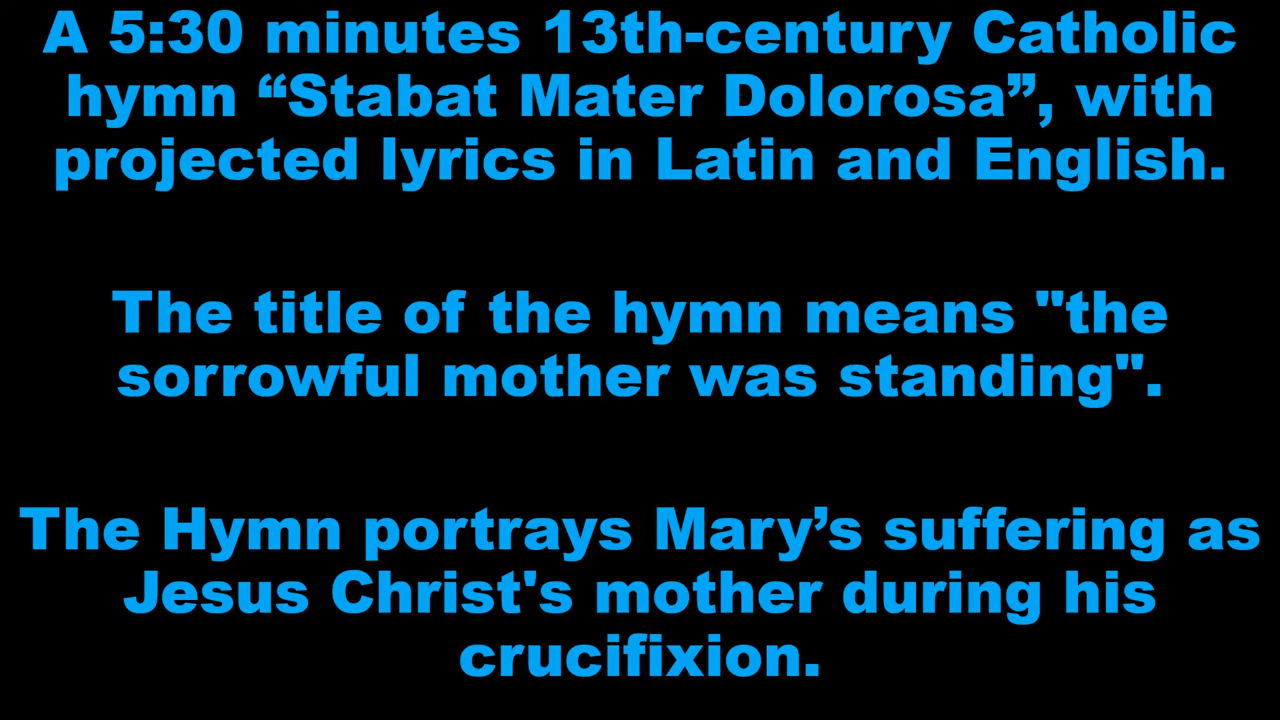 A 5:30 minutes 13th-century Catholic
hymn “Stabat Mater Dolorosa”, with
projected lyrics in Latin and English.
The title of the hymn means "the
sorrowful mother was standing".
The Hymn portrays Mary’s suffering as
Jesus Christ's mother during his
crucifixion.